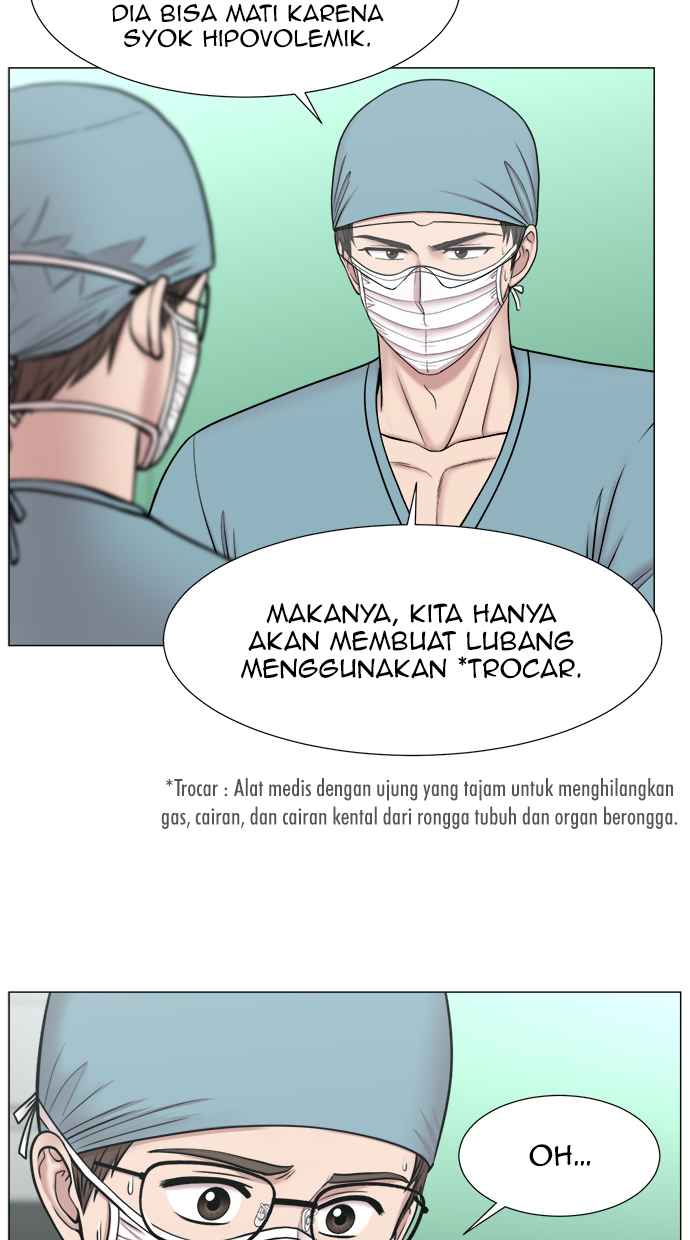 DIA BISA MATI KARENA
SYOK HIPOVOLEMIK.
MAKANYA, KITA HANYA
AKAN MEMBUAT LUBANG
MENGGUNAKAN *TROCAR.
*Trocar : Alat medis dengan ujung yang tajam untuk menghilangkan
gas, cairan, dan cairan kental dari rongga tubuh dan organ berongga.
OH...